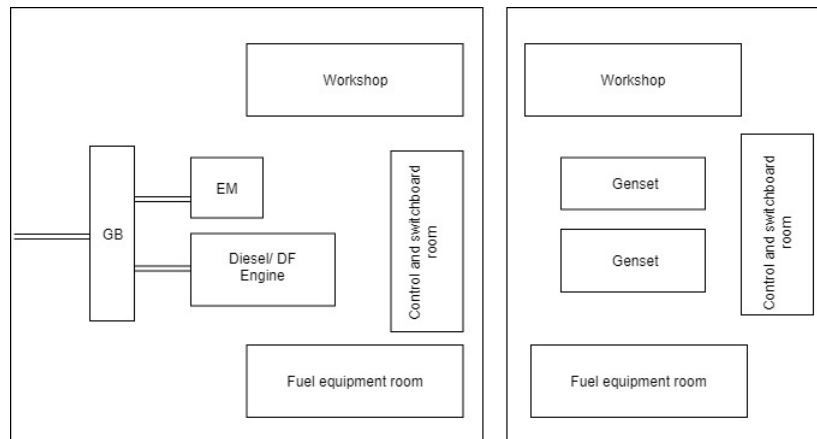 Workshop
EM
GB
Diesel/ DF
Engine
Control and switchboard
room
Fuel equipment room
Workshop
Genset
Genset
Control and switchboard
room
Fuel equipment room